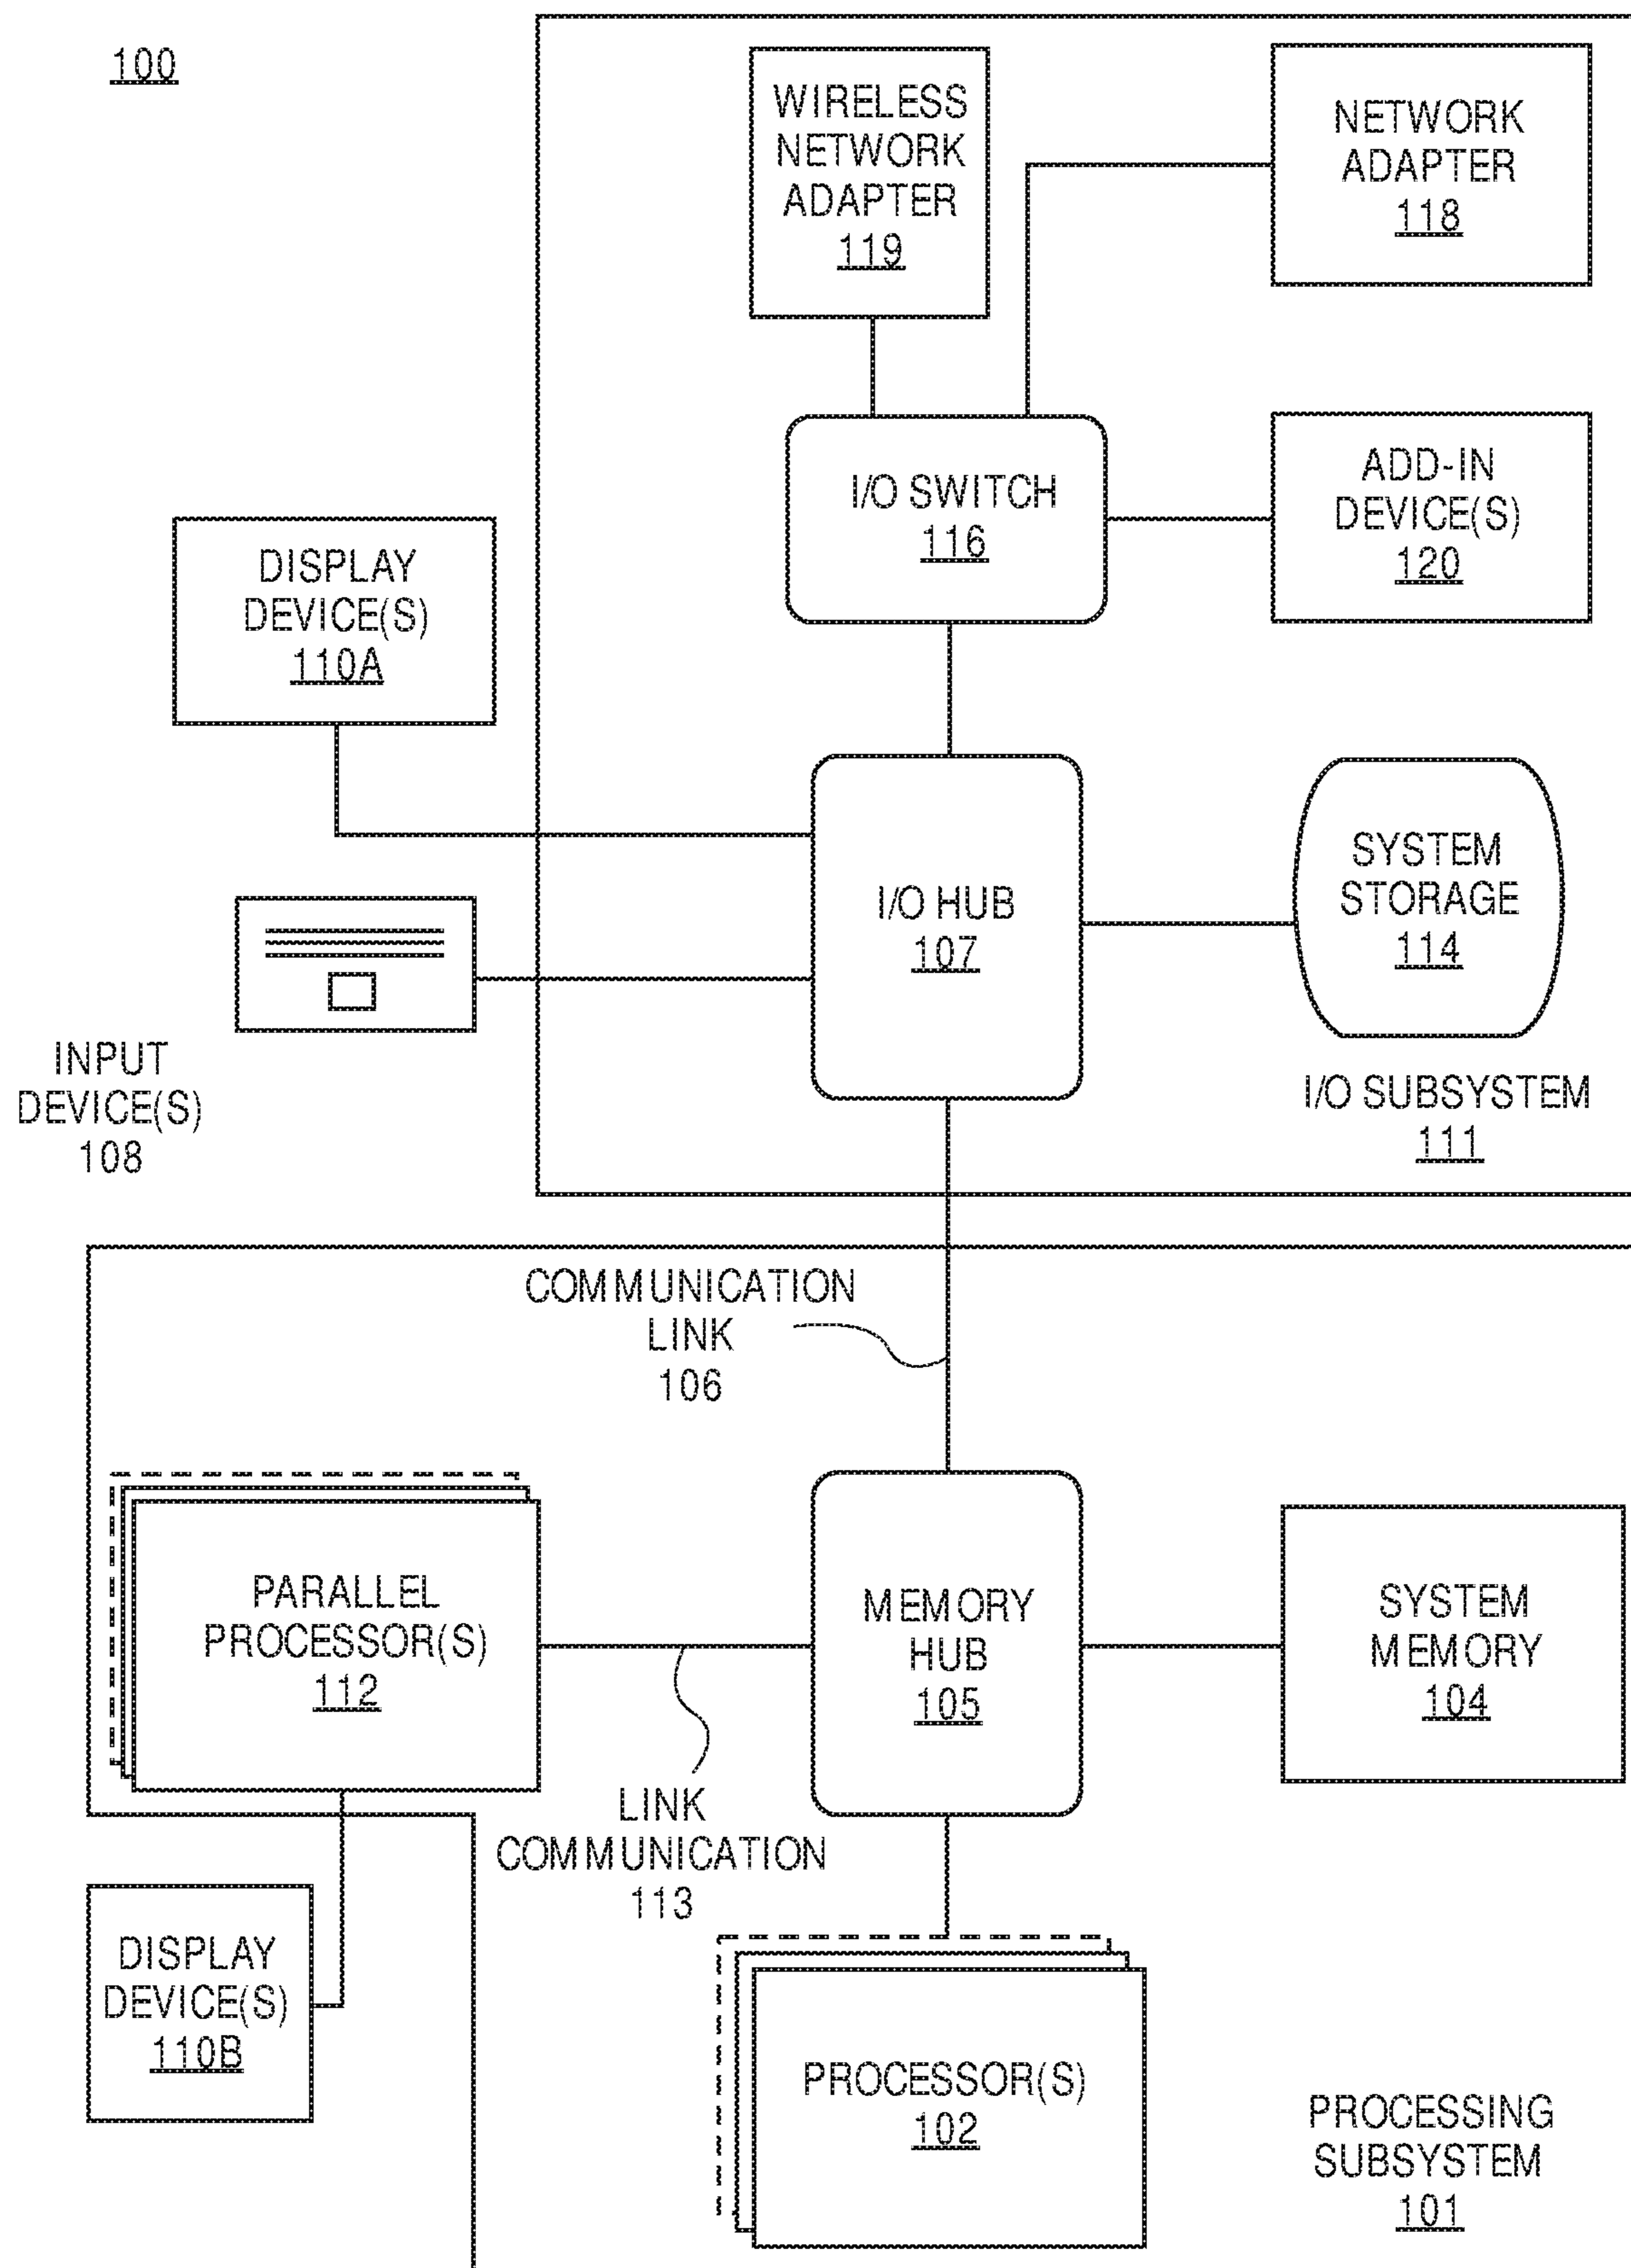 100
WIRELESS
NETWORK
ADAPTER
119
NETWORK
ADAPTER
118
I/O SWITCH
116
ADD-IN
DEVICE(S)
120
DISPLAY
DEVICE(S)
110A
I/O HUB
107
SYSTEM
STORAGE
114
INPUT
DEVICE(S)
108
I/O SUBSYSTEM
111
COMMUNICATION
LINK
106
PARALLEL
PROCESSOR(S)
112
MEMORY
HUB
105
SYSTEM
MEMORY
104
LINK
COMMUNICATION
113
DISPLAY
DEVICE(S)
110B
PROCESSOR(S)
102
PROCESSING
SUBSYSTEM
101